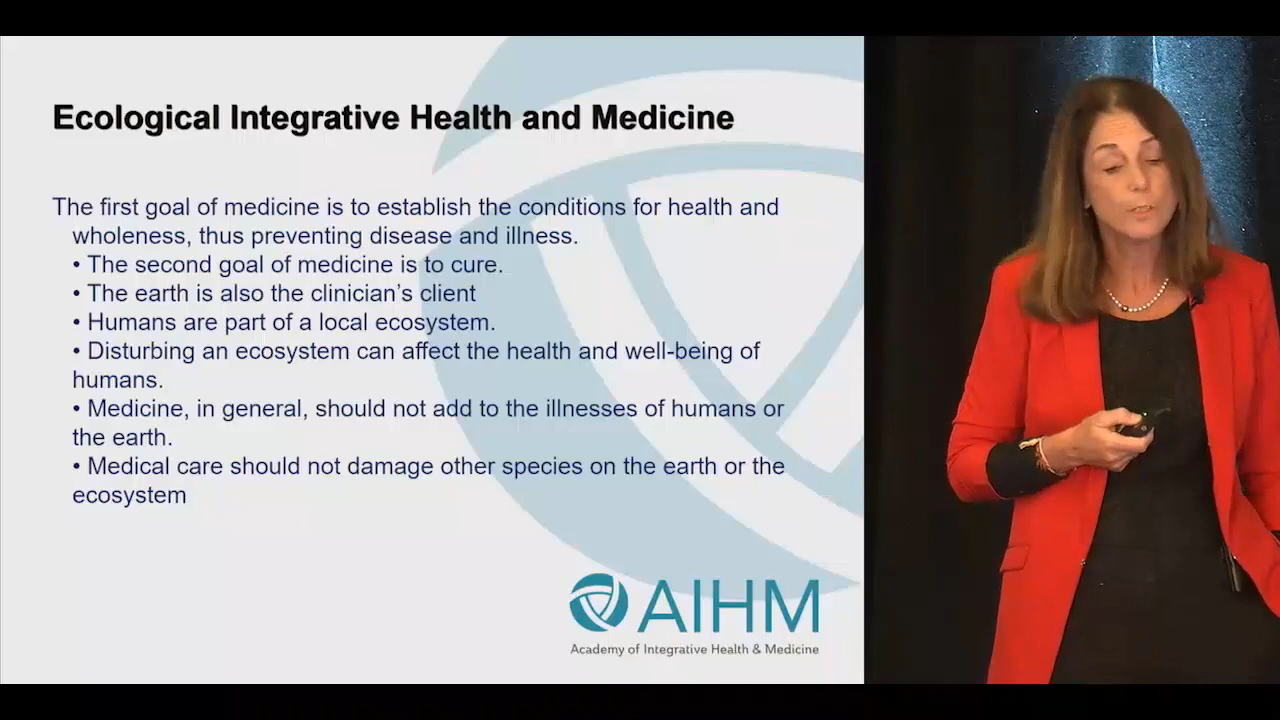 Ecological Integrative Health and Medicine
The first goal of medicine is to establish the conditions for health and
wholeness, thus preventing disease and illness.
• The second goal of medicine is to cure.
• The earth is also the clinician’s client
• Humans are part of a local ecosystem.
• Disturbing an ecosystem can affect the health and well-being of
humans.
• Medicine, in general, should not add to the illnesses of humans or
the earth.
• Medical care should not damage other species on the earth or the
ecosystem
AIHM
Academy of Integrative Health & Medicine